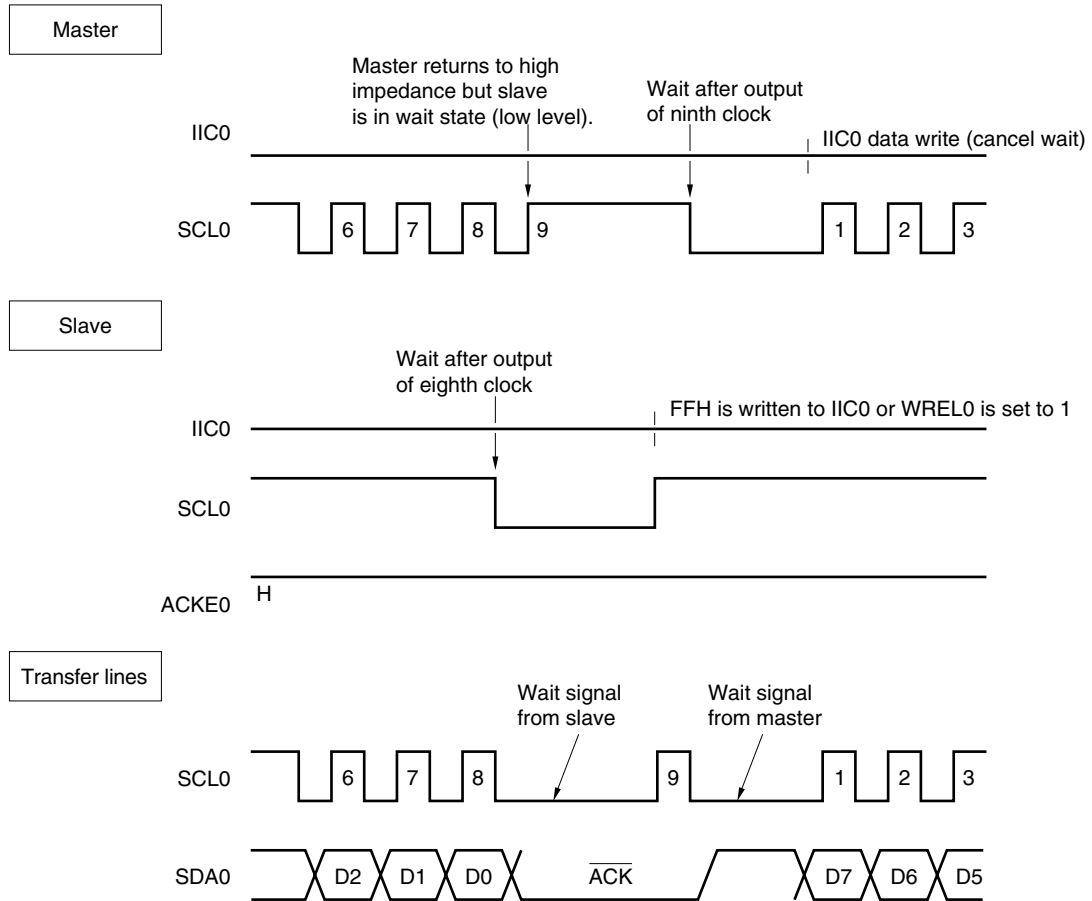 Master
Master returns to high
impedance but slave
is in wait state (low level).
Wait after output
of ninth clock
IIC0
IIC0 data write (cancel wait)
SCL0
6 7 8 9 1 2 3
Slave
Wait after output
of eighth clock
FFH is written to IIC0 or WREL0 is set to 1
IIC0
SCL0
H
ACKE0
Transfer lines
Wait signal
from slave
Wait signal
from master
SCL0
6 7 8 9 1 2 3
SDA0
D2 D1 D0 ACK D7 D6 D5